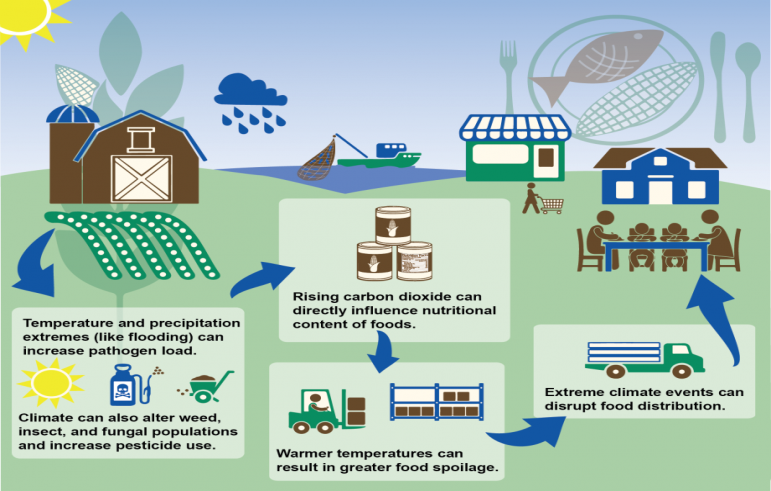 Temperature and precipitation
extremes (like flooding) can
increase pathogen load.
Climate can also alter weed,
insect, and fungal populations
and increase pesticide use.
Rising carbon dioxide can
directly influence nutritional
content of foods.
Warmer temperatures can
result in greater food spoilage.
Extreme climate events can
disrupt food distribution.